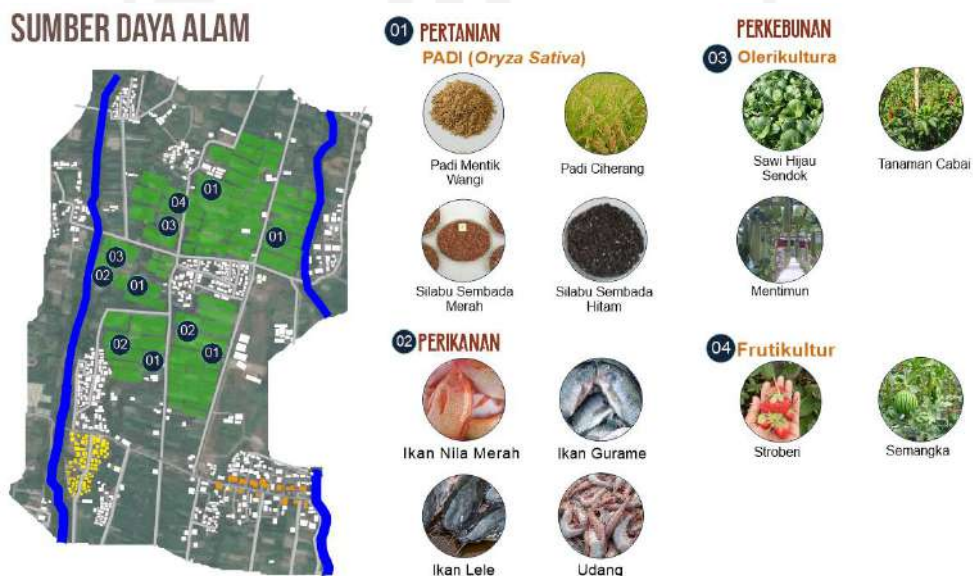 SUMBER DAYA ALAM
01
04
03
01
03
02
01
02
02
01
01
01 PERTANIAN
PADI (Oryza Sativa)
Padi Mentik
Wangi
Padi Ciherang
Silabu Sembada
Merah
Silabu Sembada
Hitam
02 PERIKANAN
Ikan Nila Merah
Ikan Gurame
Ikan Lele
Udang
PERKEBUNAN
03 Olerikultura
Sawi Hijau
Sendok
Tanaman Cabai
Mentimun
04 Frutikultur
Stroberi
Semangka